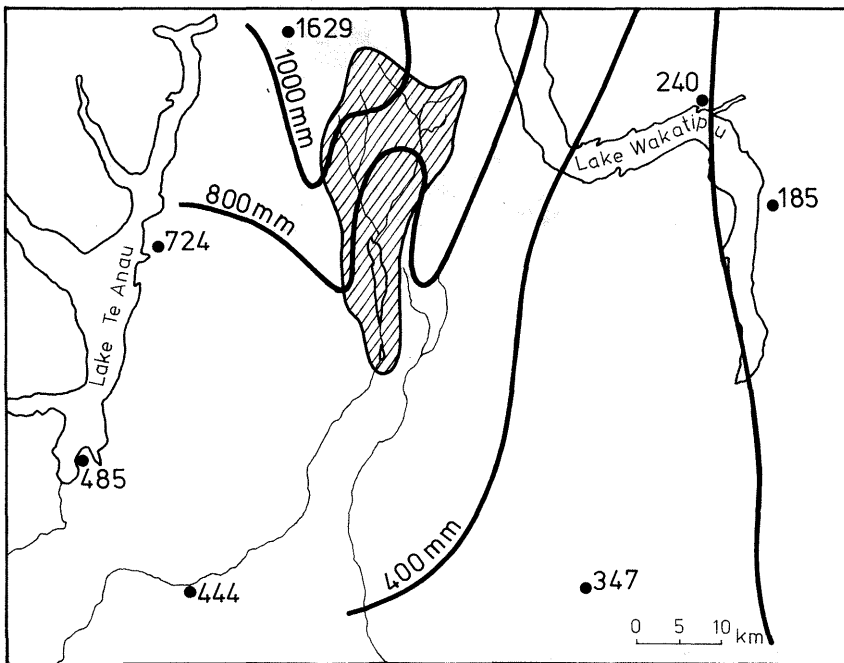 1629
1000mm
240
Lake Wakatipu
185
800mm
724
Lake Te Anau
485
400mm
444
347
0 5 10 km